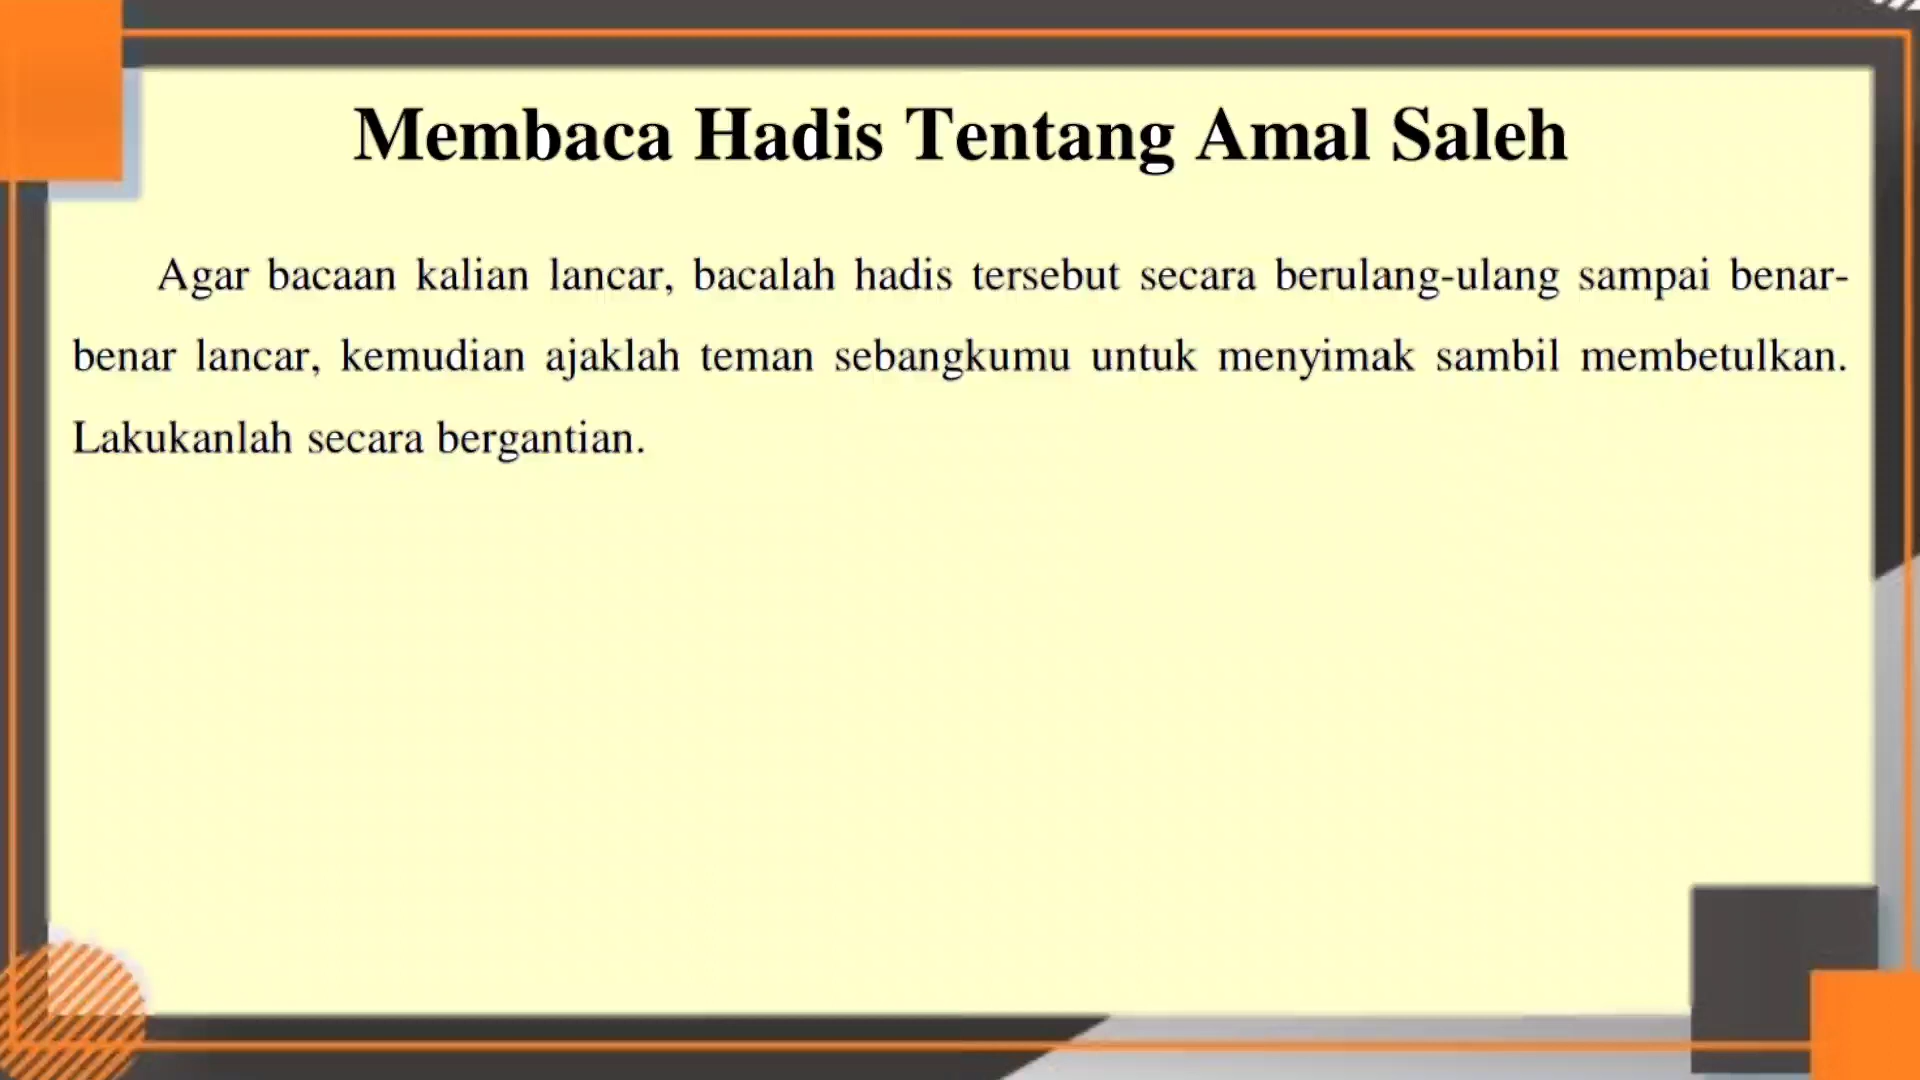 Membaca Hadis Tentang Amal Saleh
Agar bacaan kalian lancar, bacalah hadis tersebut secara berulang-ulang sampai benar-
benar lancar, kemudian ajaklah teman sebangkumu untuk menyimak sambil membetulkan.
Lakukanlah secara bergantian.